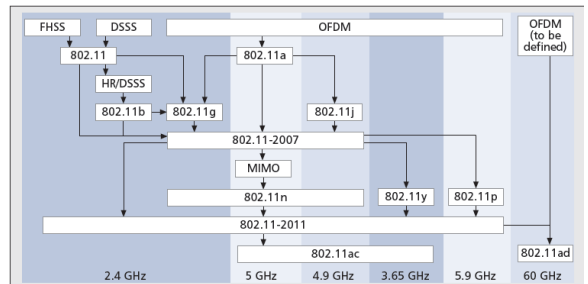 FHSS DSSS OFDM OFDM
(to be
defined)
802.11 802.11a
HR/DSSS
802.11b 802.11g 802.11j
802.11-2007
MIMO
802.11n 802.11y 802.11p
802.11-2011
802.11ac 802.11ad
2.4 GHz 5 GHz 4.9 GHz 3.65 GHz 5.9 GHz 60 GHz